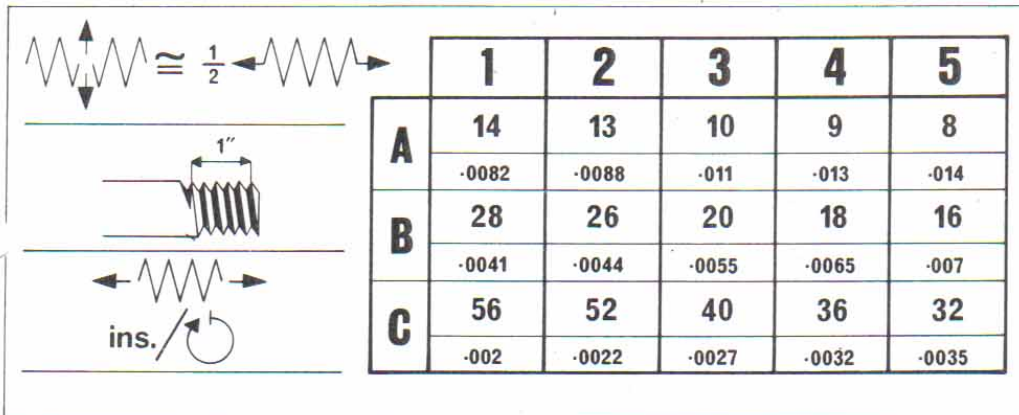 ≅ 1/2
1 2 3 4 5
A 14 13 10 9 8
·0082 ·0088 ·011 ·013 ·014
1″
B 28 26 20 18 16
·0041 ·0044 ·0055 ·0065 ·007
ins./
C 56 52 40 36 32
·002 ·0022 ·0027 ·0032 ·0035